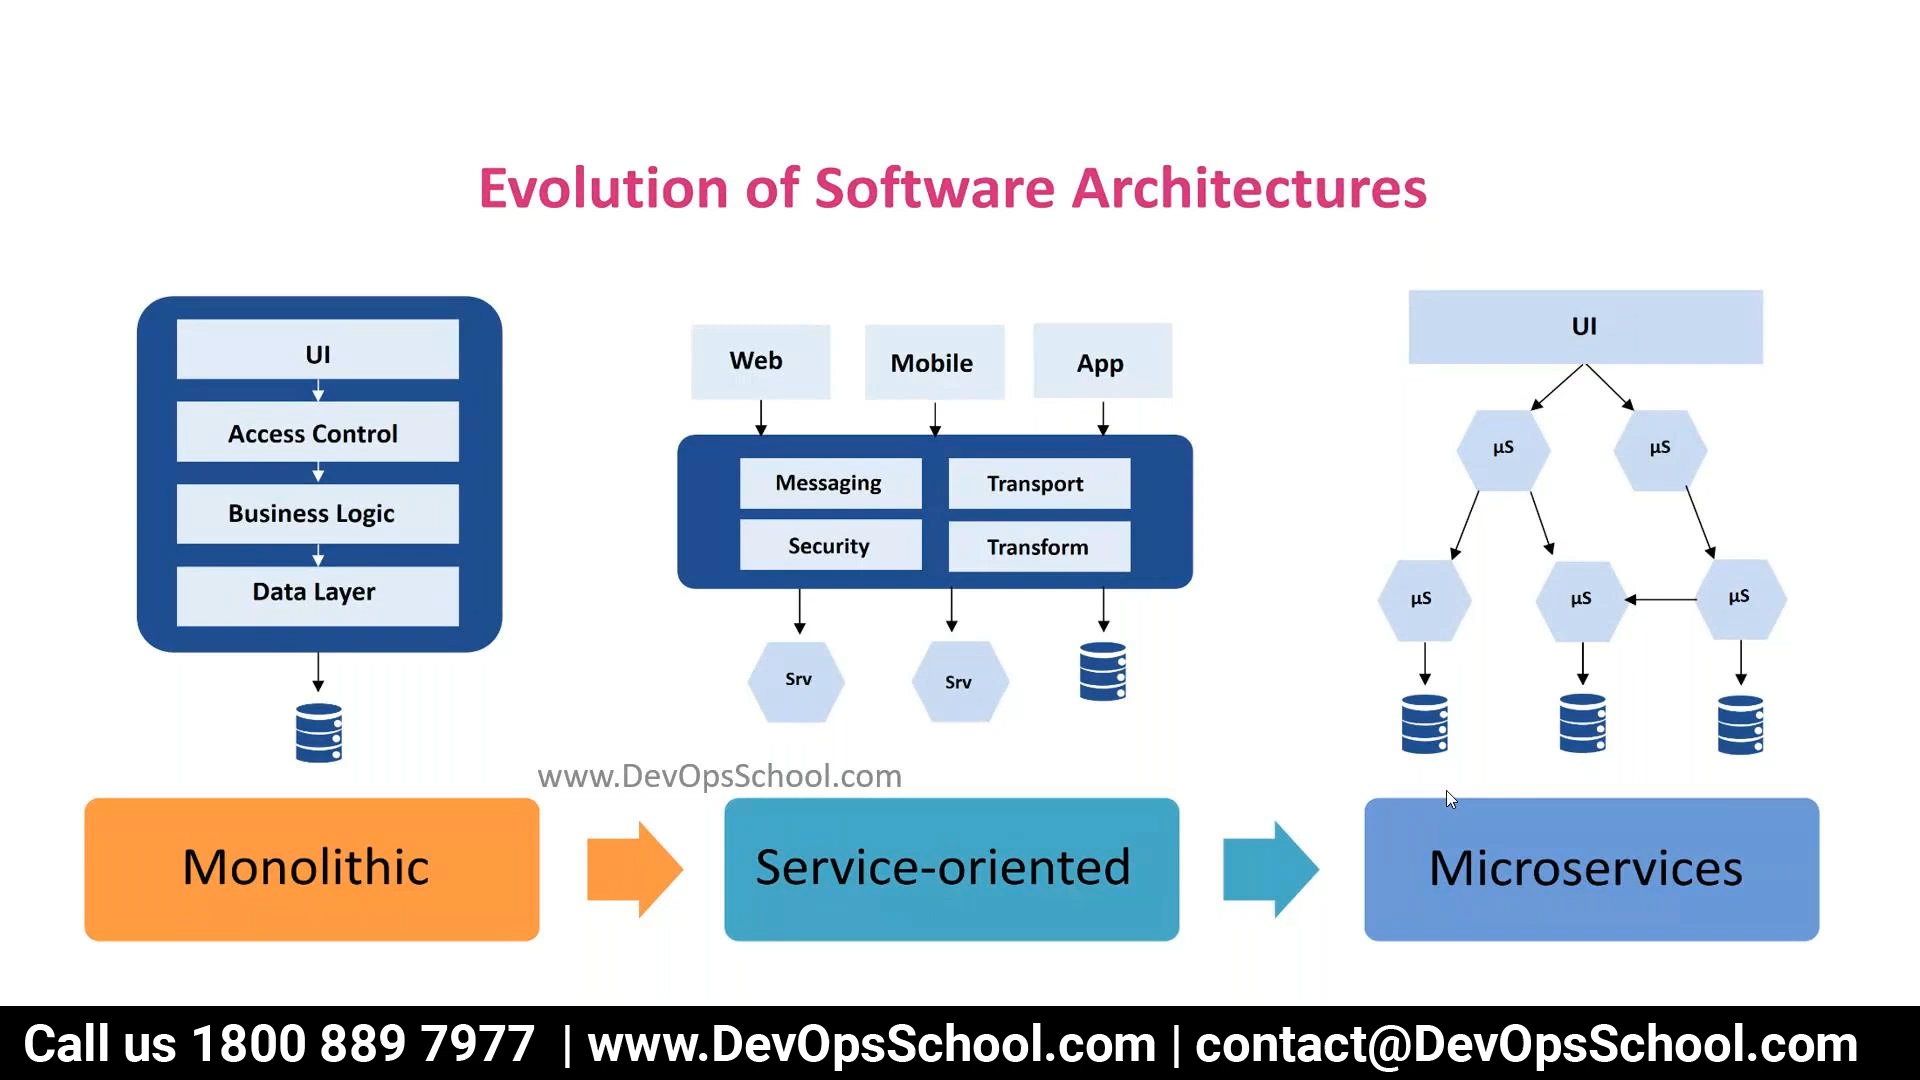 Evolution of Software Architectures
UI
Access Control
Business Logic
Data Layer
Web
Mobile
App
Messaging
Transport
Security
Transform
Srv
Srv
UI
µS
µS
µS
µS
µS
www.DevOpsSchool.com
Monolithic
Service-oriented
Microservices
Call us 1800 889 7977 | www.DevOpsSchool.com | contact@DevOpsSchool.com